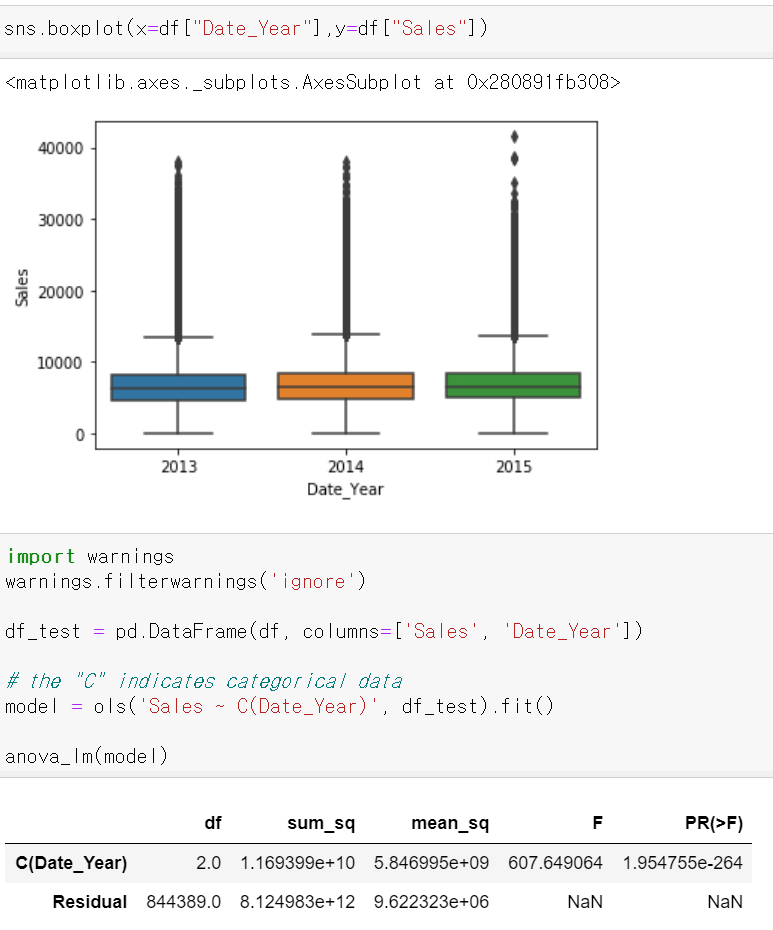 sns.boxplot(x=df["Date_Year"],y=df["Sales"])
<matplotlib.axes._subplots.AxesSubplot at 0x280891fb308>
40000
30000
20000
10000
0
Sales
2013 2014 2015
Date_Year
import warnings
warnings.filterwarnings('ignore')
df_test = pd.DataFrame(df, columns=['Sales', 'Date_Year'])
# the "C" indicates categorical data
model = ols('Sales ~ C(Date_Year)', df_test).fit()
anova_lm(model)
df sum_sq mean_sq F PR(>F)
C(Date_Year) 2.0 1.169399e+10 5.846995e+09 607.649064 1.954755e-264
Residual 844389.0 8.124983e+12 9.622323e+06 NaN NaN